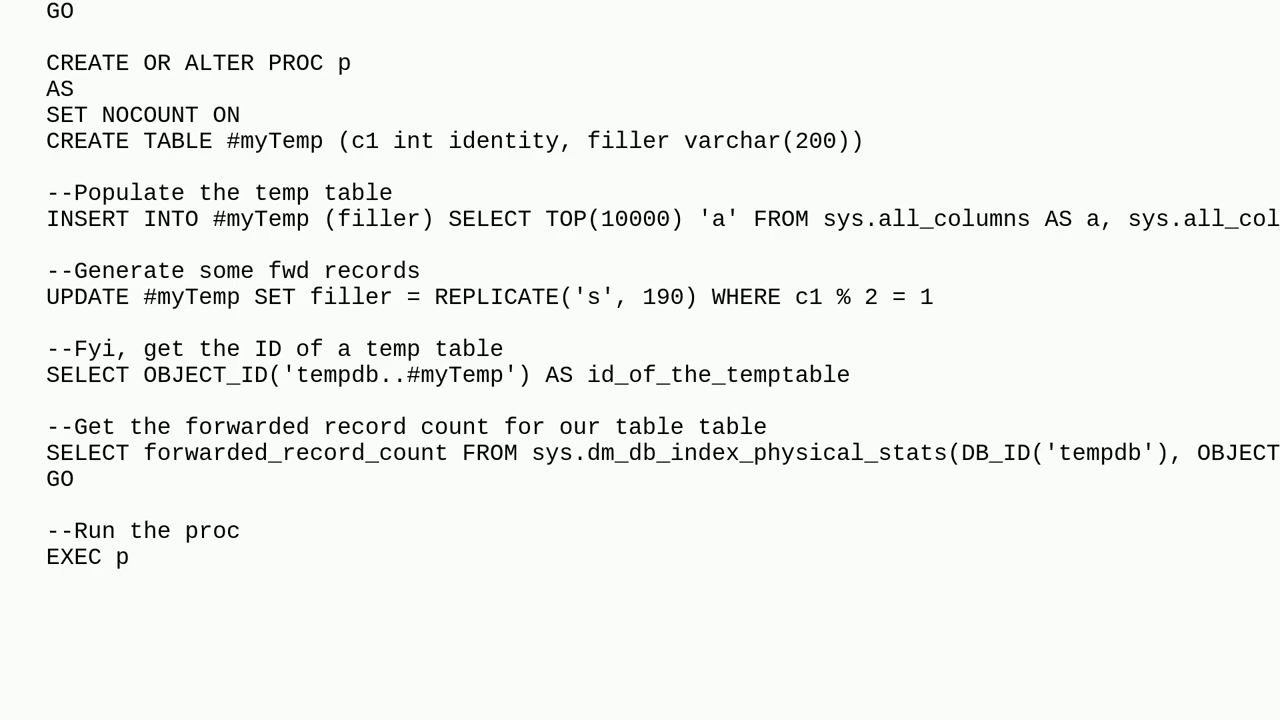 GO
CREATE OR ALTER PROC p
AS
SET NOCOUNT ON
CREATE TABLE #myTemp (c1 int identity, filler varchar(200))
--Populate the temp table
INSERT INTO #myTemp (filler) SELECT TOP(10000) 'a' FROM sys.all_columns AS a, sys.all_col
--Generate some fwd records
UPDATE #myTemp SET filler = REPLICATE('s', 190) WHERE c1 % 2 = 1
--Fyi, get the ID of a temp table
SELECT OBJECT_ID('tempdb..#myTemp') AS id_of_the_temptable
--Get the forwarded record count for our table table
SELECT forwarded_record_count FROM sys.dm_db_index_physical_stats(DB_ID('tempdb'), OBJECT
GO
--Run the proc
EXEC p